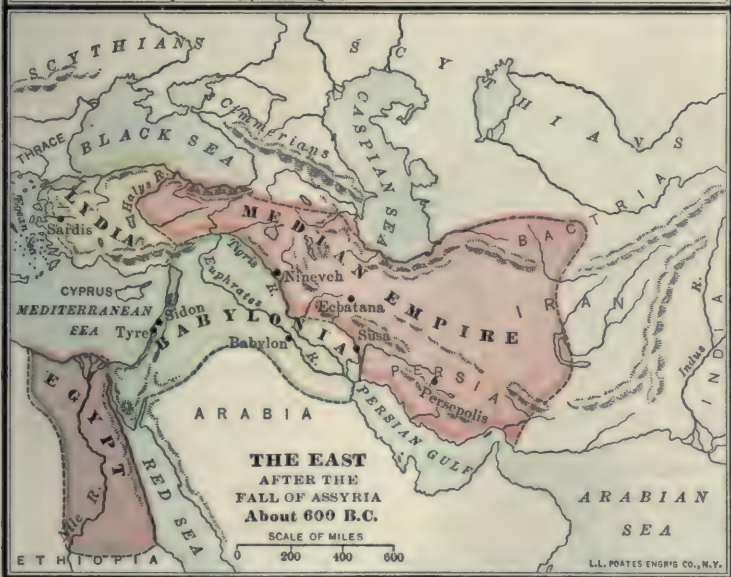 SCYTHIANS
SCYTHIANS
Cimmerians
CASPIAN SEA
THRACE
BLACK SEA
BACTRIA
LYDIA
Halys R.
Sardis
MEDIAN EMPIRE
Tigris R.
Nineveh
Euphrates R.
CYPRUS
MEDITERRANEAN
SEA
Sidon
Tyre
Ecbatana
IRAN
BABYLONIA
Babylon
Susa
PERSIA
Persepolis
Indus R.
INDIA
EGYPT
ARABIA
PERSIAN GULF
RED SEA
Nile R.
THE EAST
AFTER THE
FALL OF ASSYRIA
About 600 B.C.
SCALE OF MILES
0 200 400 600
ARABIAN
SEA
ETHIOPIA
L.L. POATES ENGR'S CO., N.Y.